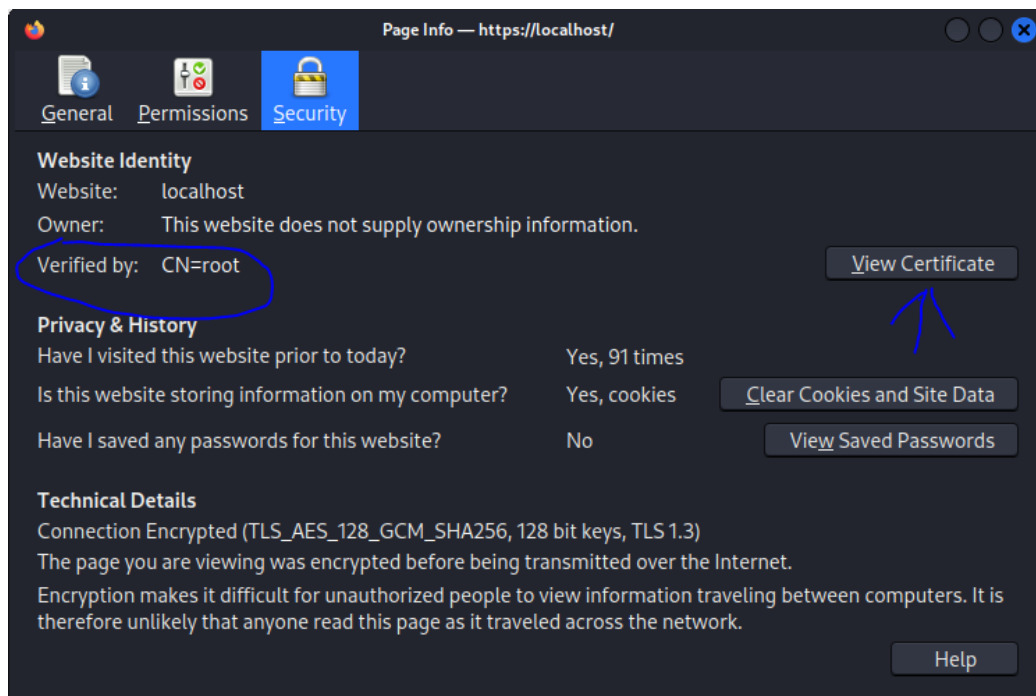 Page Info — https://localhost/
General Permissions Security
Website Identity
Website: localhost
Owner: This website does not supply ownership information.
Verified by: CN=root View Certificate
Privacy & History
Have I visited this website prior to today? Yes, 91 times
Is this website storing information on my computer? Yes, cookies Clear Cookies and Site Data
Have I saved any passwords for this website? No View Saved Passwords
Technical Details
Connection Encrypted (TLS_AES_128_GCM_SHA256, 128 bit keys, TLS 1.3)
The page you are viewing was encrypted before being transmitted over the Internet.
Encryption makes it difficult for unauthorized people to view information traveling between computers. It is
therefore unlikely that anyone read this page as it traveled across the network.
Help